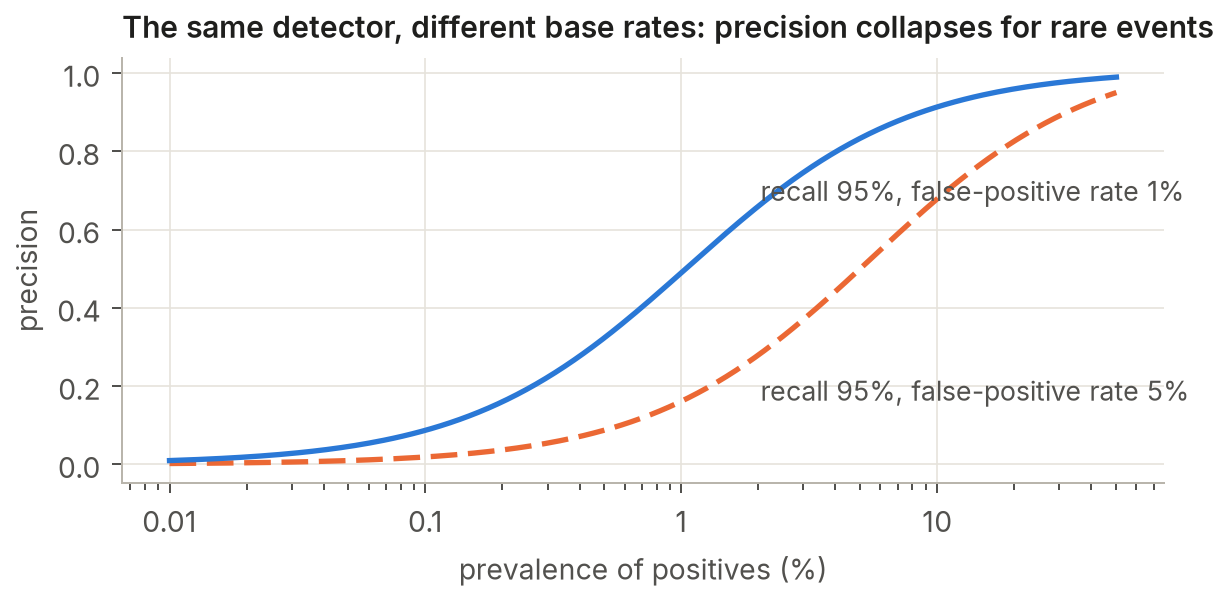 The same detector, different base rates: precision collapses for rare events
1.0
0.8
0.6
0.4
0.2
0.0
precision
recall 95%, false-positive rate 1%
recall 95%, false-positive rate 5%
0.01
0.1
1
10
prevalence of positives (%)